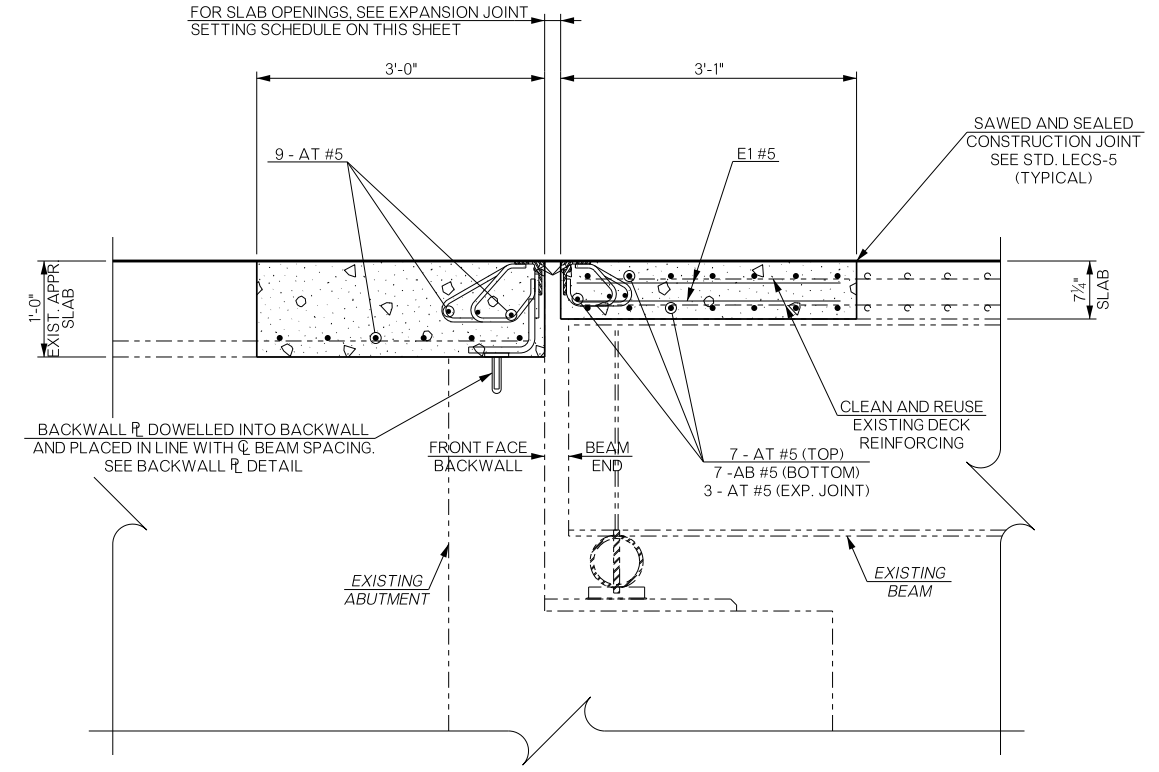 FOR SLAB OPENINGS, SEE EXPANSION JOINT
SETTING SCHEDULE ON THIS SHEET
3'-0"
3'-1"
SAWED AND SEALED
CONSTRUCTION JOINT
SEE STD. LECS-5
(TYPICAL)
9 - AT #5
E1 #5
1'-0"
EXIST. APPR.
SLAB
7¼"
SLAB
CLEAN AND REUSE
EXISTING DECK
REINFORCING
BACKWALL ⅊ DOWELLED INTO BACKWALL
AND PLACED IN LINE WITH ℄ BEAM SPACING.
SEE BACKWALL ⅊ DETAIL
FRONT FACE
BACKWALL
BEAM
END
7 - AT #5 (TOP)
7 -AB #5 (BOTTOM)
3 - AT #5 (EXP. JOINT)
EXISTING
ABUTMENT
EXISTING
BEAM